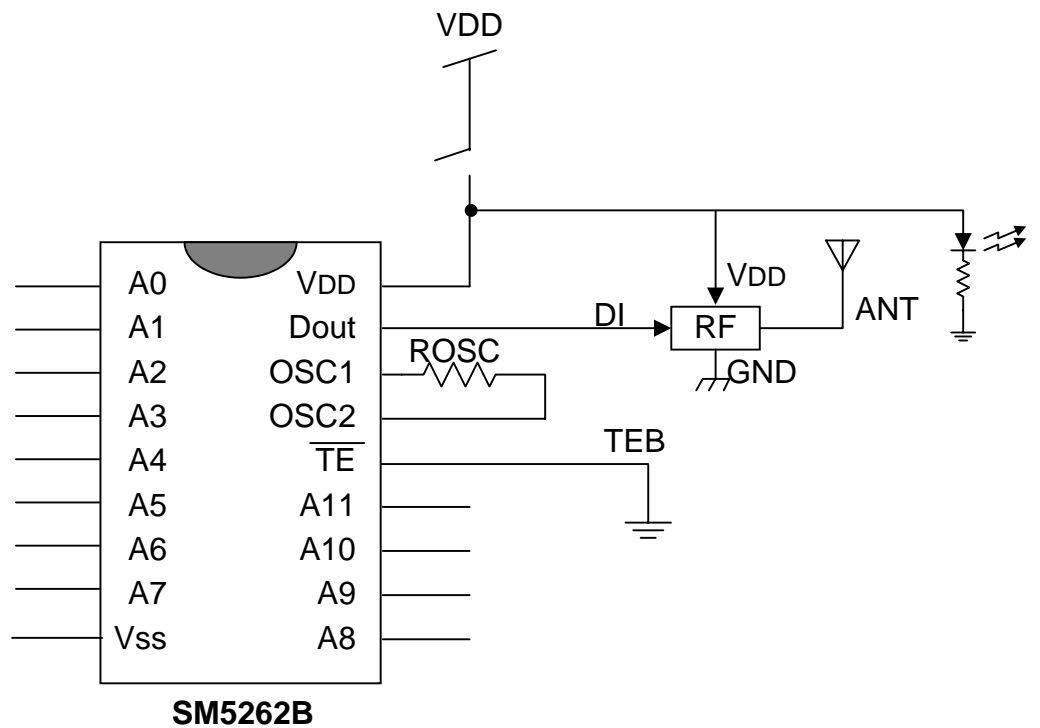 VDD
A0 VDD
VDD
A1 Dout
DI
RF
ANT
A2 OSC1
ROSC
GND
A3 OSC2
A4 TE
TEB
A5 A11
A6 A10
A7 A9
Vss A8
SM5262B